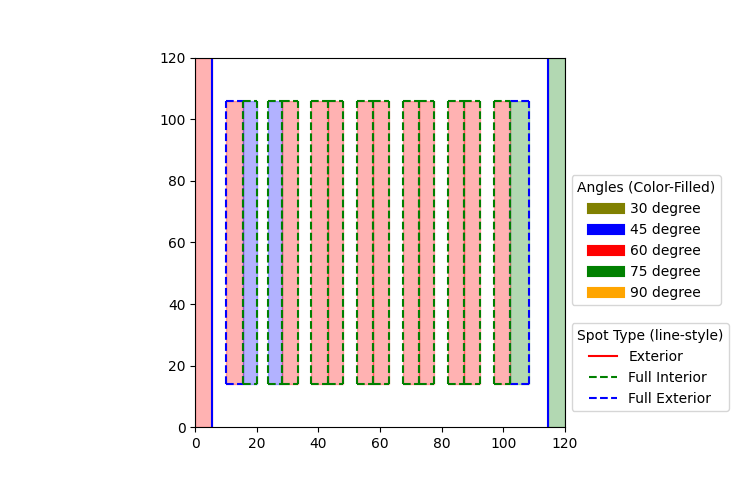 120
100
80
60
40
20
0
0 20 40 60 80 100 120
Angles (Color-Filled)
30 degree
45 degree
60 degree
75 degree
90 degree
Spot Type (line-style)
Exterior
Full Interior
Full Exterior